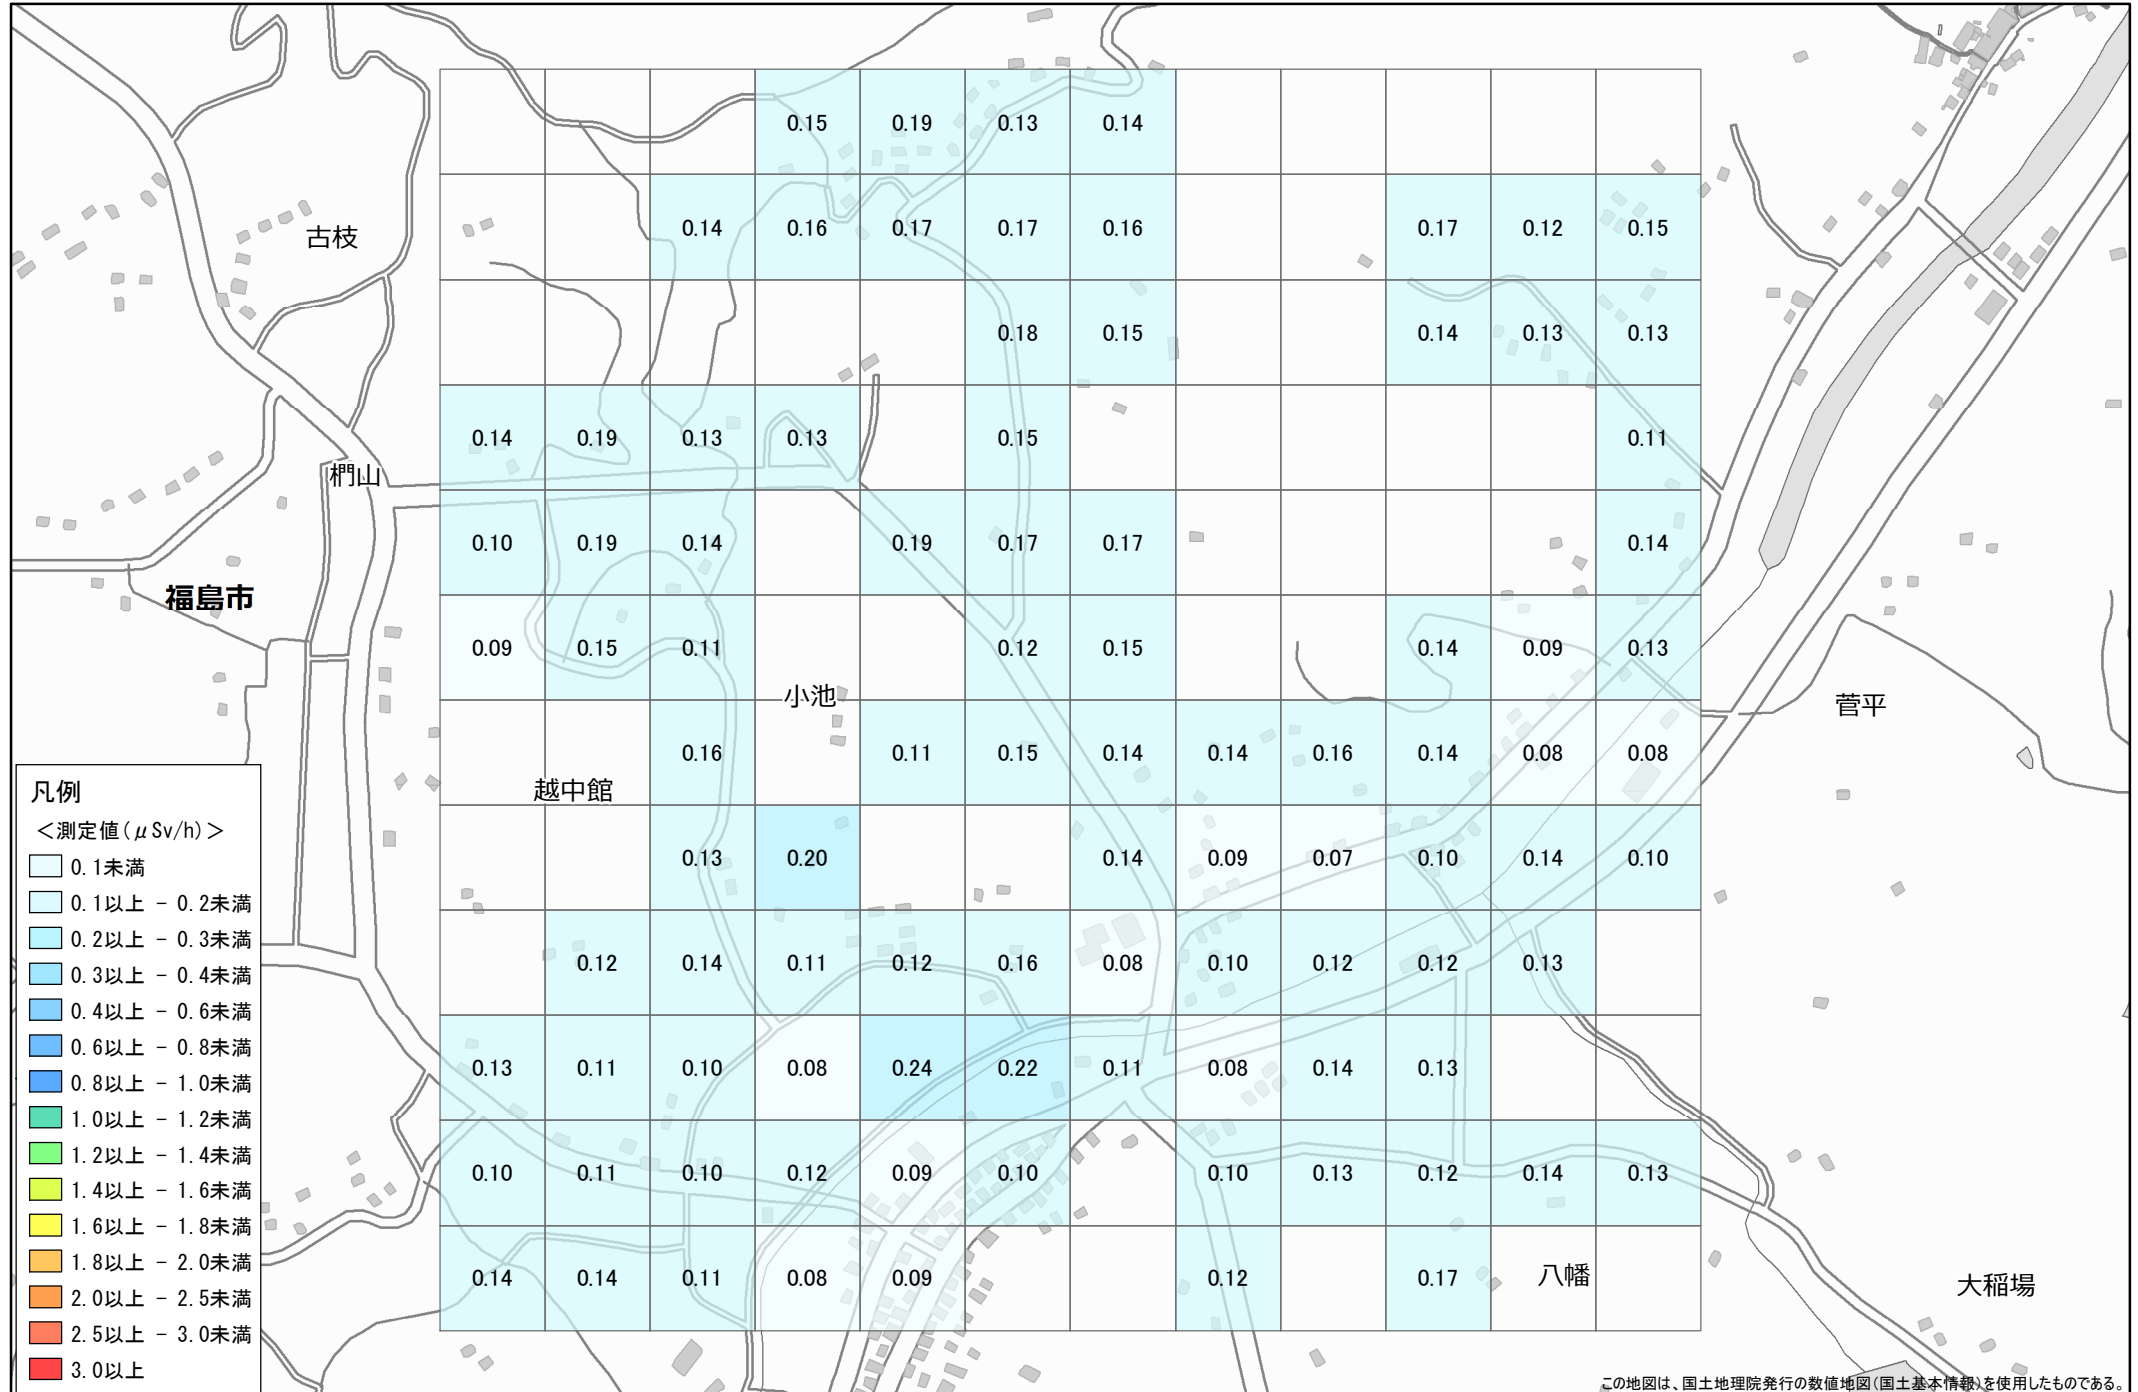 0.15 0.19 0.13 0.14
0.14 0.16 0.17 0.17 0.16 0.17 0.12 0.15
古枝
0.18 0.15 0.14 0.13 0.13
0.14 0.19 0.13 0.13 0.15 0.11
椚山
0.10 0.19 0.14 0.19 0.17 0.17 0.14
福島市
0.09 0.15 0.11 0.12 0.15 0.14 0.09 0.13
小池
菅平
0.16 0.11 0.15 0.14 0.14 0.16 0.14 0.08 0.08
越中館
0.13 0.20 0.14 0.09 0.07 0.10 0.14 0.10
0.12 0.14 0.11 0.12 0.16 0.08 0.10 0.12 0.12 0.13
0.13 0.11 0.10 0.08 0.24 0.22 0.11 0.08 0.14 0.13
0.10 0.11 0.10 0.12 0.09 0.10 0.10 0.13 0.12 0.14 0.13
0.14 0.14 0.11 0.08 0.09 0.12 0.17
八幡
大稲場
凡例
＜測定値(μSv/h)＞
0.1未満
0.1以上 - 0.2未満
0.2以上 - 0.3未満
0.3以上 - 0.4未満
0.4以上 - 0.6未満
0.6以上 - 0.8未満
0.8以上 - 1.0未満
1.0以上 - 1.2未満
1.2以上 - 1.4未満
1.4以上 - 1.6未満
1.6以上 - 1.8未満
1.8以上 - 2.0未満
2.0以上 - 2.5未満
2.5以上 - 3.0未満
3.0以上
この地図は、国土地理院発行の数値地図(国土基本情報)を使用したものである。